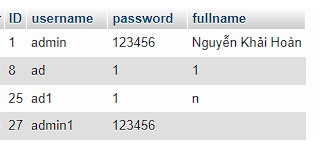 ID username password fullname
1 admin 123456 Nguyễn Khải Hoàn
8 ad 1 1
25 ad1 1 n
27 admin1 123456